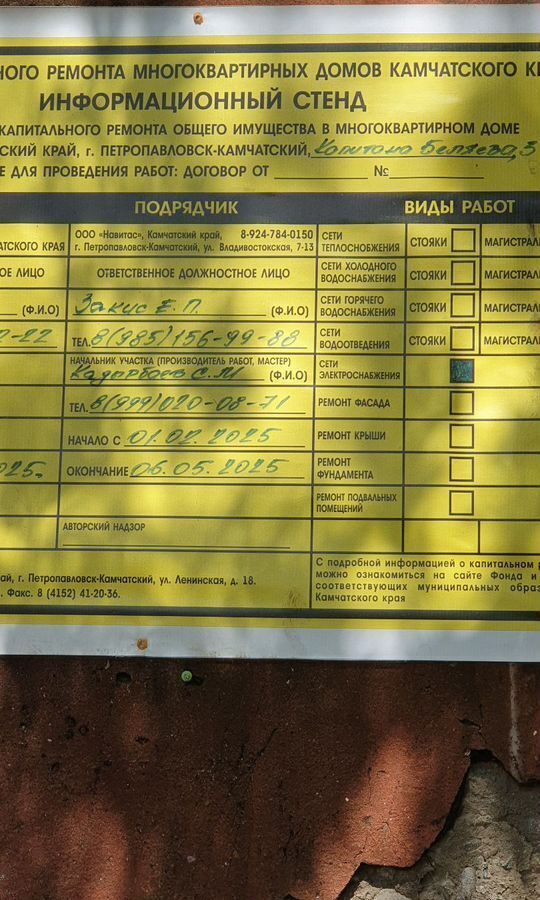 НОГО РЕМОНТА МНОГОКВАРТИРНЫХ ДОМОВ КАМЧАТСКОГО К
ИНФОРМАЦИОННЫЙ СТЕНД
КАПИТАЛЬНОГО РЕМОНТА ОБЩЕГО ИМУЩЕСТВА В МНОГОКВАРТИРНОМ ДОМЕ
СКИЙ КРАЙ, г. ПЕТРОПАВЛОВСК-КАМЧАТСКИЙ, Капитана Беляева, 3
Е ДЛЯ ПРОВЕДЕНИЯ РАБОТ: ДОГОВОР ОТ №
ПОДРЯДЧИК ВИДЫ РАБОТ
АТСКОГО КРАЯ
ООО «Навитас», Камчатский край, 8-924-784-0150
г. Петропавловск-Камчатский, ул. Владивостокская, 7-13
СЕТИ ТЕПЛОСНАБЖЕНИЯ СТОЯКИ МАГИСТРАЛ
ОЕ ЛИЦО ОТВЕТСТВЕННОЕ ДОЛЖНОСТНОЕ ЛИЦО
СЕТИ ХОЛОДНОГО ВОДОСНАБЖЕНИЯ СТОЯКИ МАГИСТРАЛ
(Ф.И.О) Закус Е.П. (Ф.И.О)
СЕТИ ГОРЯЧЕГО ВОДОСНАБЖЕНИЯ СТОЯКИ МАГИСТРАЛ
2-22 ТЕЛ. 8(985)156-99-88
СЕТИ ВОДООТВЕДЕНИЯ СТОЯКИ МАГИСТРАЛ
НАЧАЛЬНИК УЧАСТКА (ПРОИЗВОДИТЕЛЬ РАБОТ, МАСТЕР)
С.М (Ф.И.О)
СЕТИ ЭЛЕКТРОСНАБЖЕНИЯ
ТЕЛ. 8(999)020-08-71 РЕМОНТ ФАСАДА
НАЧАЛО С 01.02.2025 РЕМОНТ КРЫШИ
025. ОКОНЧАНИЕ 06.05.2025
РЕМОНТ ФУНДАМЕНТА
РЕМОНТ ПОДВАЛЬНЫХ ПОМЕЩЕНИЙ
АВТОРСКИЙ НАДЗОР
ай, г. Петропавловск-Камчатский, ул. Ленинская, д. 18.
. Факс. 8 (4152) 41-20-36.
С подробной информацией о капитальном
можно ознакомиться на сайте Фонда и
соответствующих муниципальных образ
Камчатского края